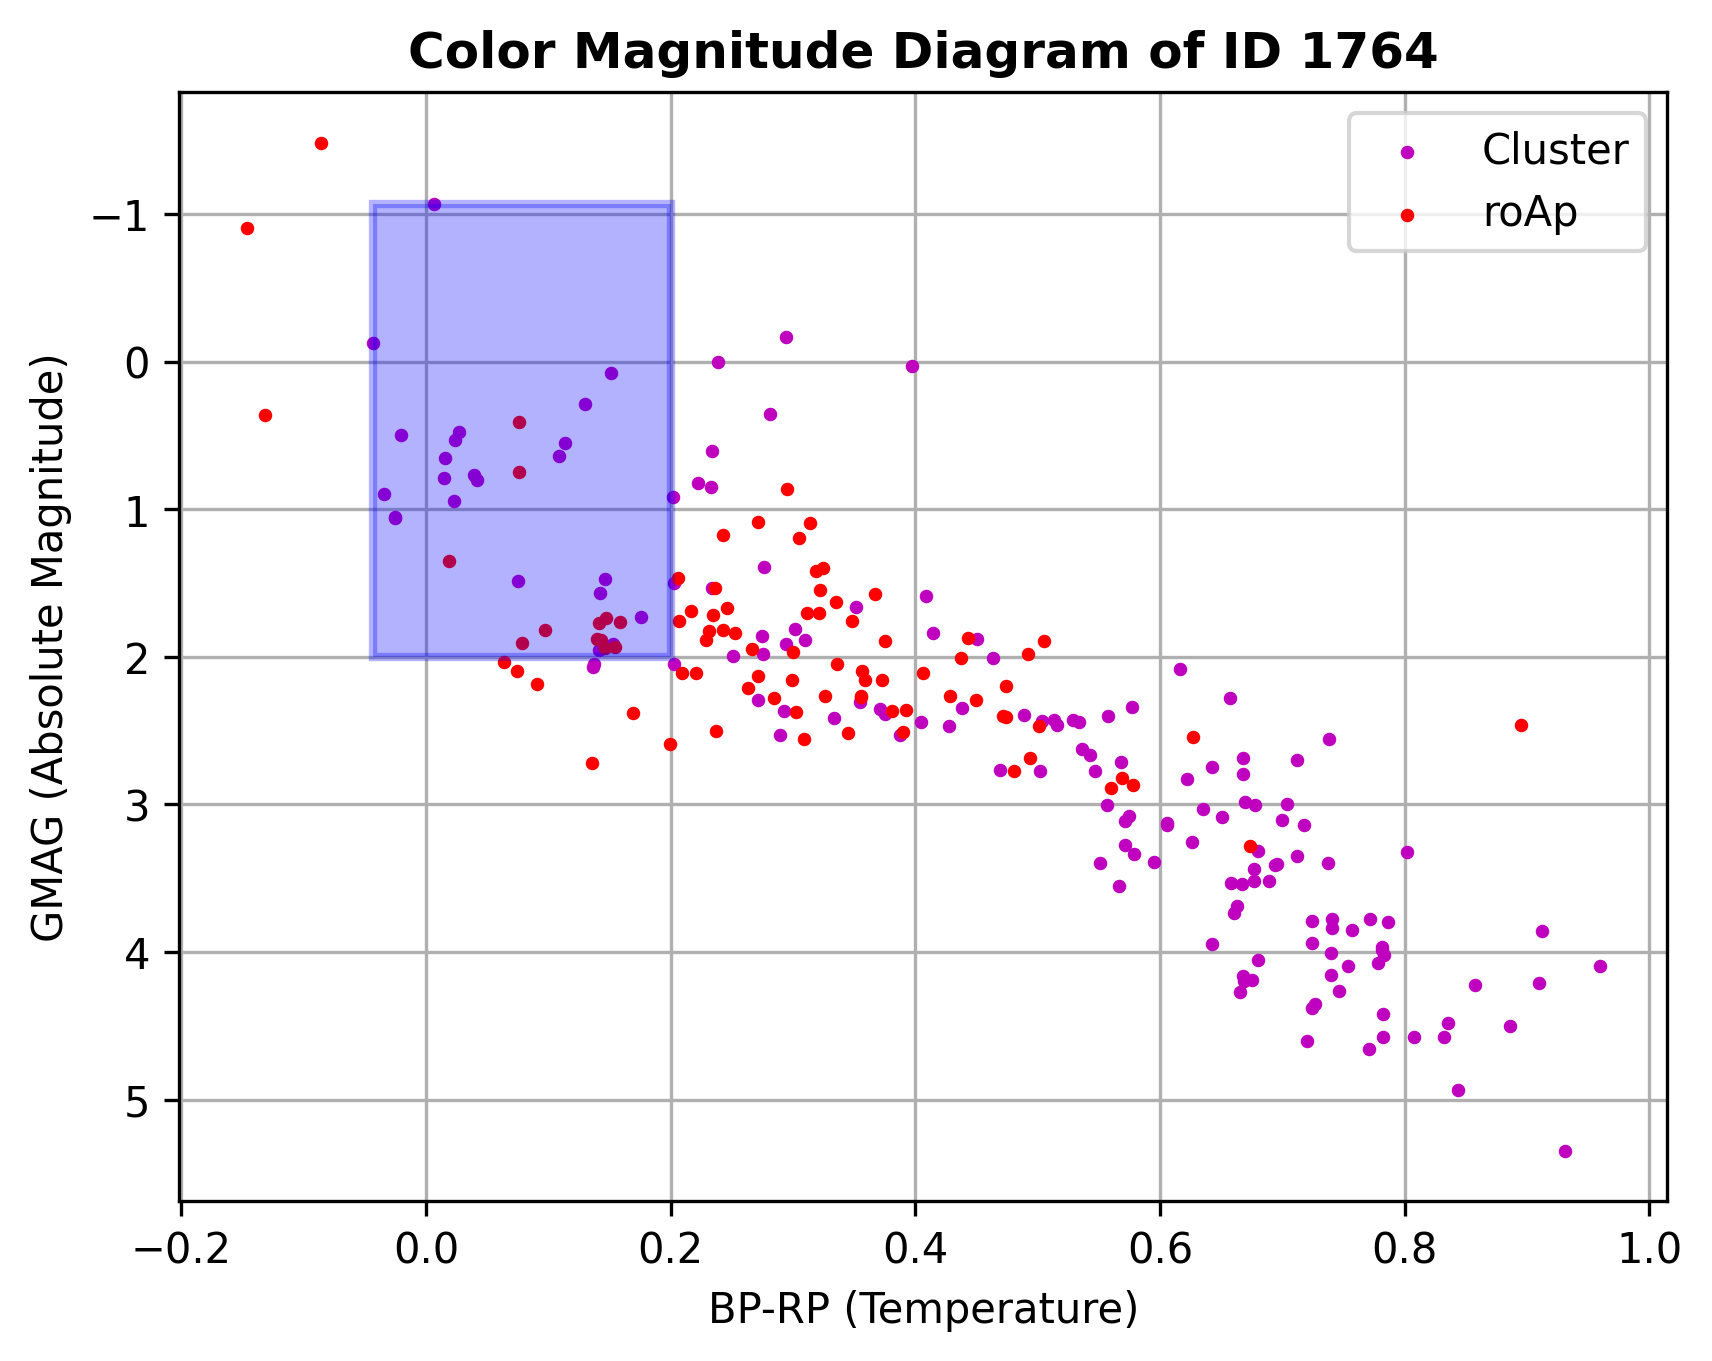 Color Magnitude Diagram of ID 1764
Cluster
roAp
GMAG (Absolute Magnitude)
−1
0
1
2
3
4
5
−0.2 0.0 0.2 0.4 0.6 0.8 1.0
BP-RP (Temperature)